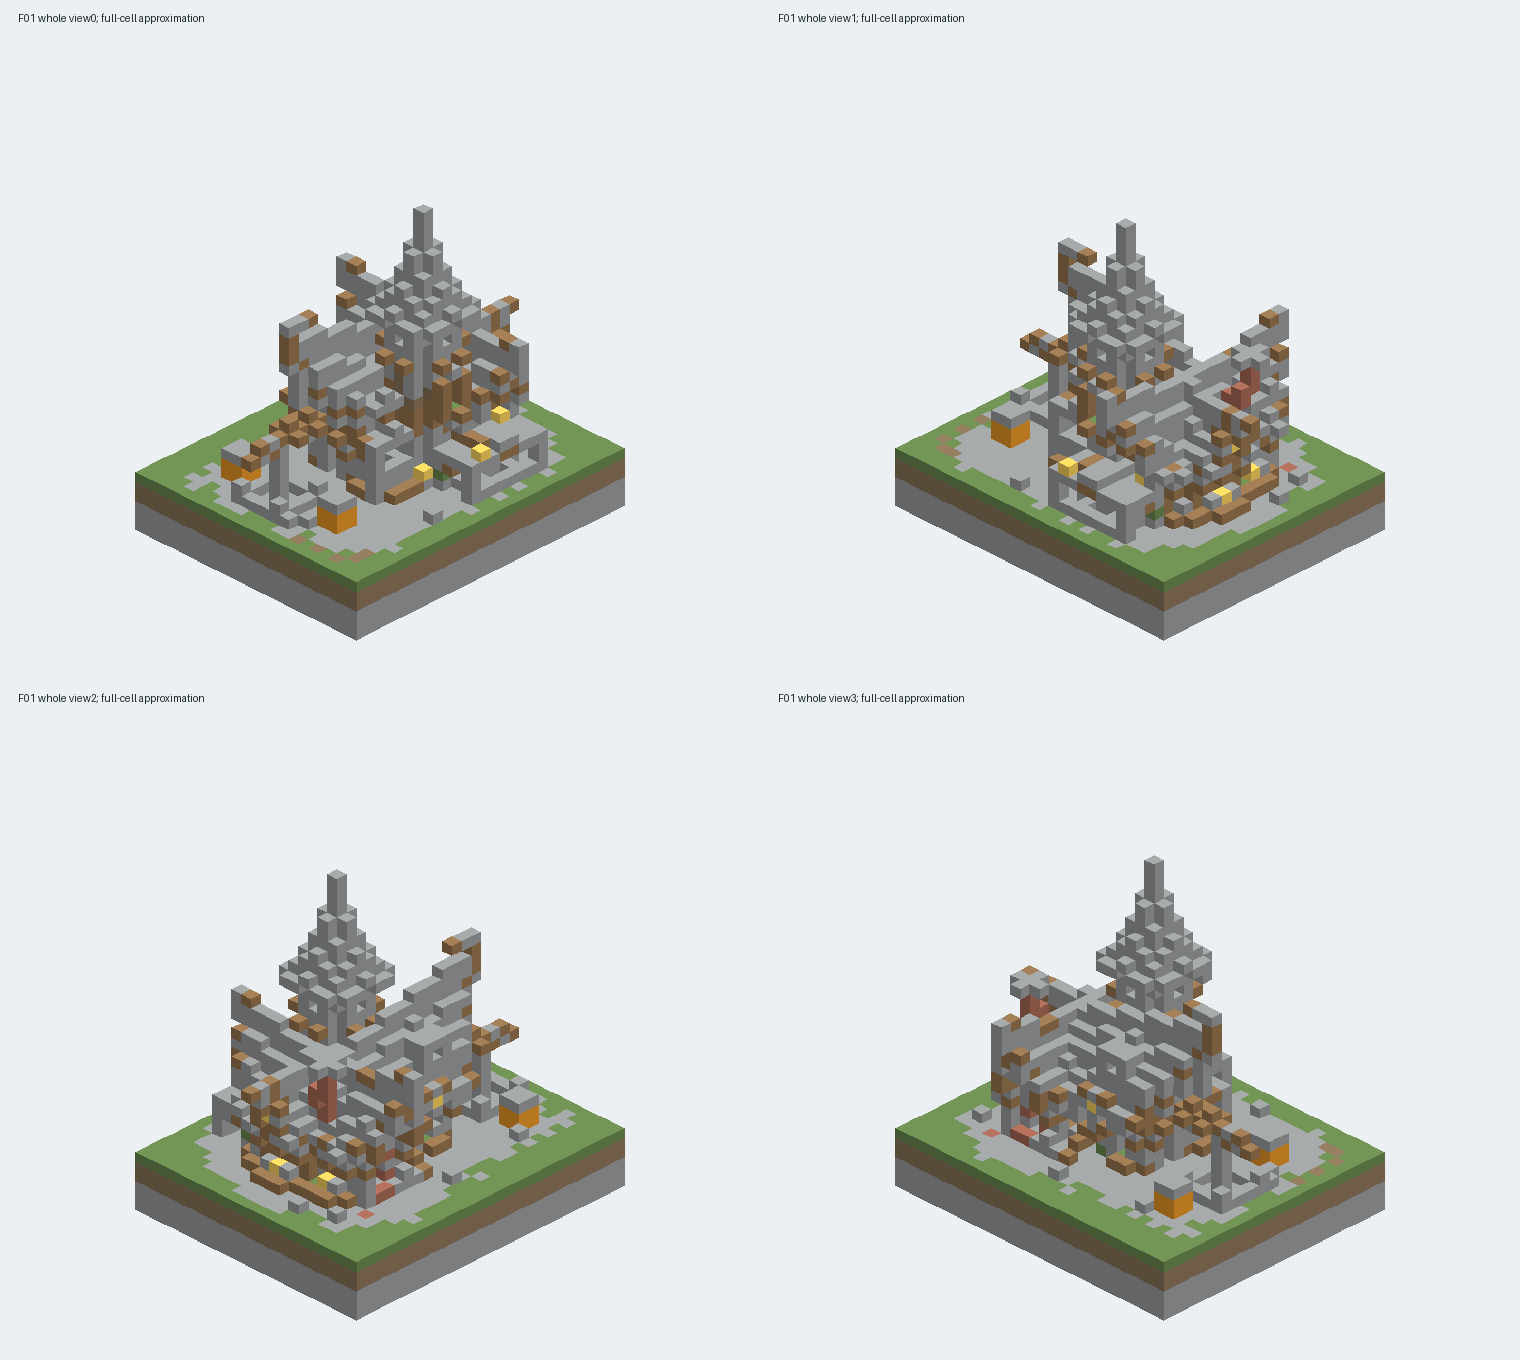 F01 whole view0; full-cell approximation
F01 whole view1; full-cell approximation
F01 whole view2; full-cell approximation
F01 whole view3; full-cell approximation